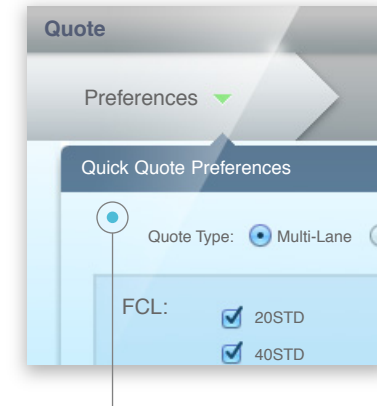 Quote
Preferences
Quick Quote Preferences
Quote Type: Multi-Lane
FCL: 20STD
40STD